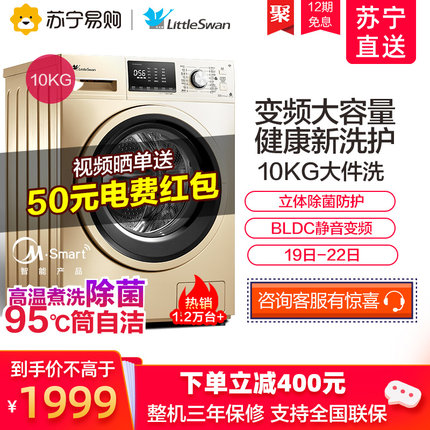 苏宁易购
LittleSwan
聚
12期
免息
苏宁
直送
10KG
LittleSwan
0:56
变频大容量
健康新洗护
10KG大件洗
视频晒单送
50元电费红包
立体除菌防护
BLDC静音变频
19日-22日
M·Smart
智能产品
咨询客服有惊喜
高温煮洗除菌
95℃筒自洁
热销
1.2万台+
到手价不高于
¥1999
下单立减400元
整机三年保修 支持全国联保